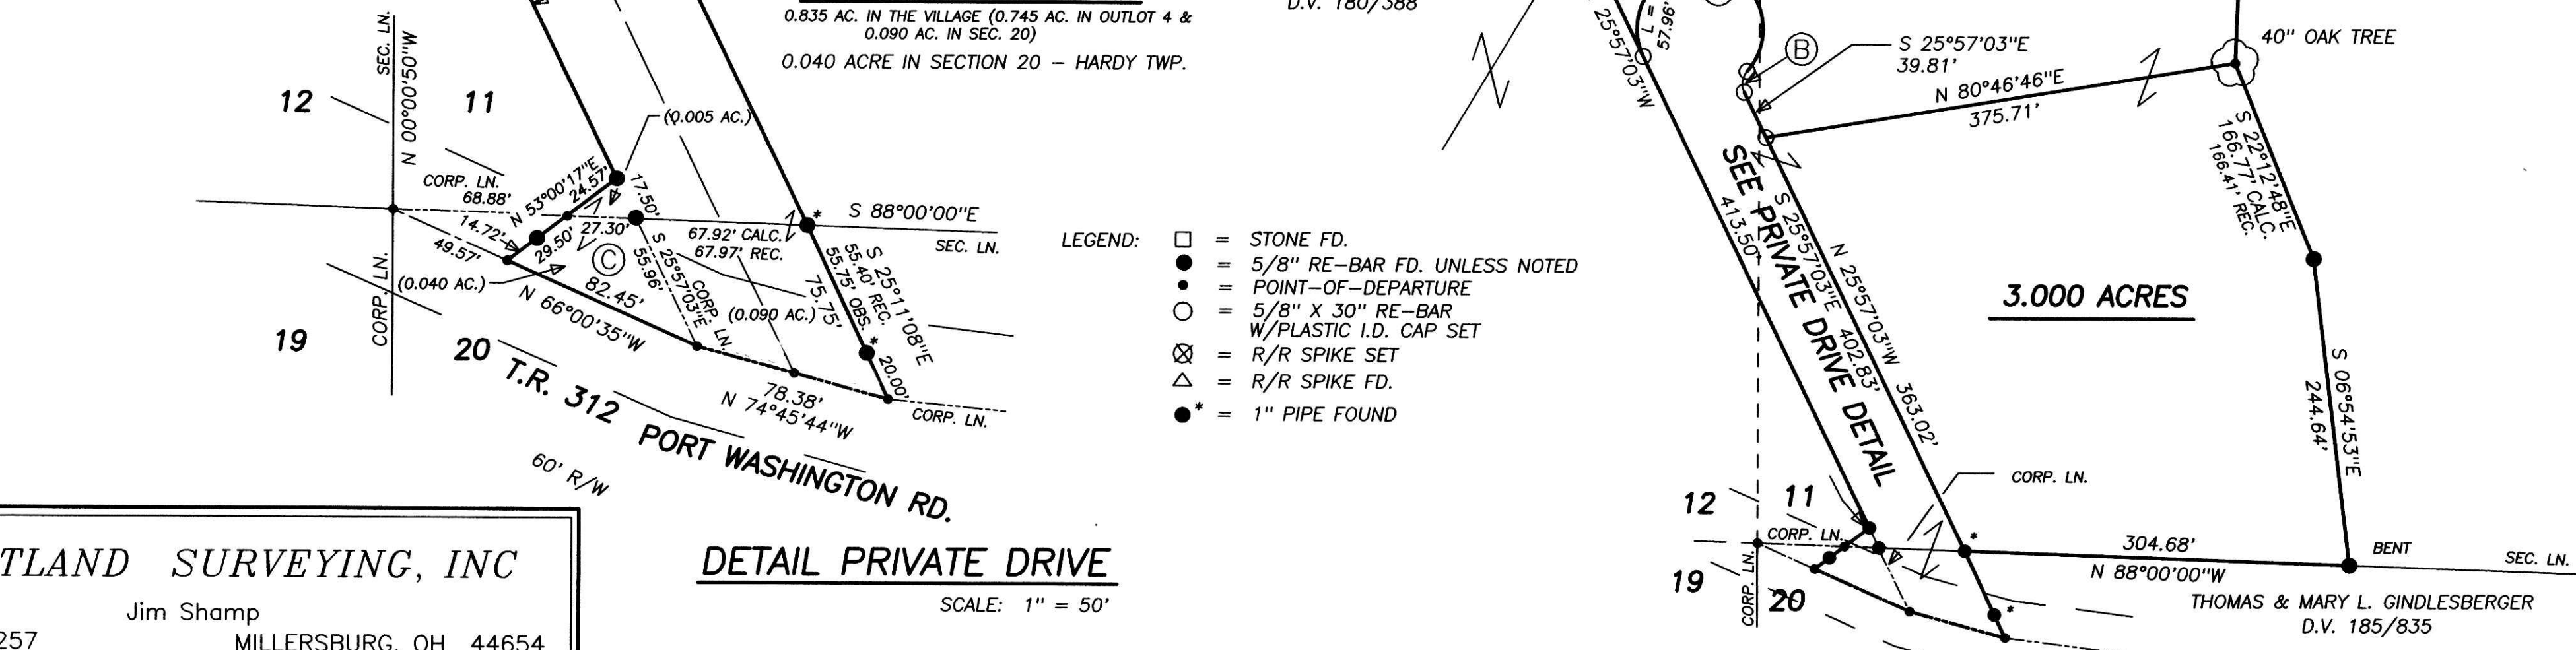 0.835 AC. IN THE VILLAGE (0.745 AC. IN OUTLOT 4 &
0.090 AC. IN SEC. 20)
0.040 ACRE IN SECTION 20 – HARDY TWP.
D.V. 180/388
SEC. LN.
N 00°00'50"W
12
11
CORP. LN.
68.88'
N 53°00'17"E
24.57'
(0.005 AC.)
17.50'
14.72'
49.57'
29.50'
27.30'
C
(0.040 AC.)
82.45'
N 66°00'35"W
S 25°57'03"E
55.96'
CORP. LN.
67.92' CALC.
67.97' REC.
S 88°00'00"E
SEC. LN.
(0.090 AC.)
75.75'
55.75' OBS.
55.40' REC.
S 25°11'08"E
20.00'
CORP. LN.
19
20
CORP. LN.
78.38'
N 74°45'44"W
T.R. 312 PORT WASHINGTON RD.
60' R/W
DETAIL PRIVATE DRIVE
SCALE: 1" = 50'
TLAND SURVEYING, INC
Jim Shamp
257
MILLERSBURG, OH 44654
LEGEND:
= STONE FD.
= 5/8" RE-BAR FD. UNLESS NOTED
= POINT-OF-DEPARTURE
= 5/8" X 30" RE-BAR
W/PLASTIC I.D. CAP SET
= R/R SPIKE SET
= R/R SPIKE FD.
* = 1" PIPE FOUND
25°57'03"W
L =
57.96'
B
S 25°57'03"E
39.81'
N 80°46'46"E
375.71'
40" OAK TREE
S 22°12'48"E
166.77' CALC.
166.41' REC.
SEE PRIVATE DRIVE DETAIL
413.50'
S 25°57'03"E 402.83'
N 25°57'03"W 363.02'
3.000 ACRES
S 06°54'53"E
244.64'
CORP. LN.
12
11
CORP. LN.
304.68'
N 88°00'00"W
BENT
SEC. LN.
19
20
CORP. LN.
THOMAS & MARY L. GINDLESBERGER
D.V. 185/835